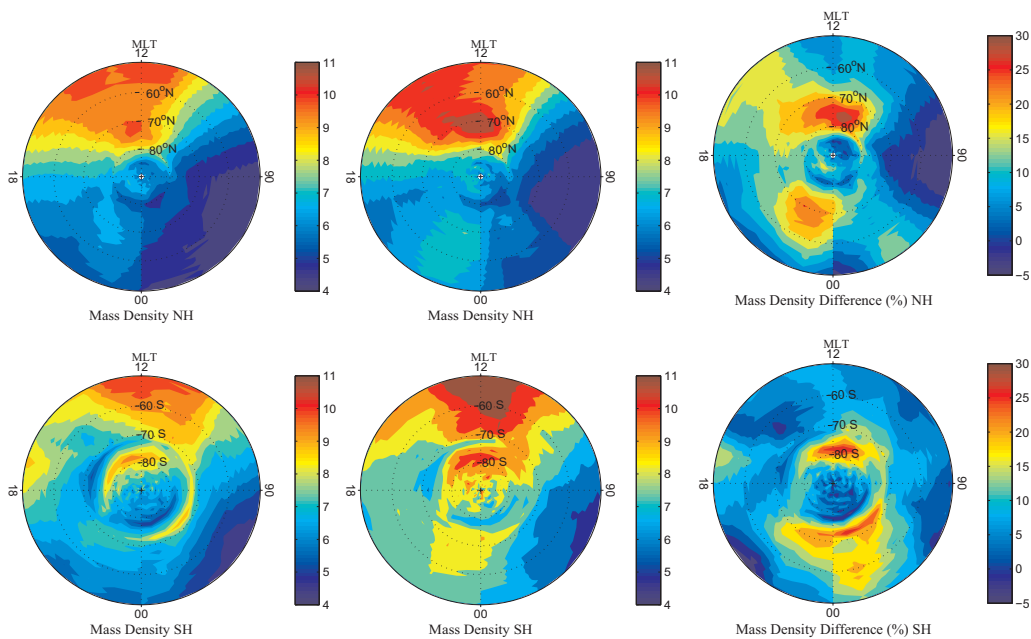 MLT
12
60°N
70°N
80°N
18
06
00
Mass Density NH
11
10
9
8
7
6
5
4
MLT
12
60°N
70°N
80°N
18
06
00
Mass Density NH
11
10
9
8
7
6
5
4
MLT
12
60°N
70°N
80°N
18
06
00
Mass Density Difference (%) NH
30
25
20
15
10
5
0
−5
MLT
12
-60 S
-70 S
-80 S
18
06
00
Mass Density SH
11
10
9
8
7
6
5
4
MLT
12
-60 S
-70 S
-80 S
18
06
00
Mass Density SH
11
10
9
8
7
6
5
4
MLT
12
-60 S
-70 S
-80 S
18
06
00
Mass Density Difference (%) SH
30
25
20
15
10
5
0
−5